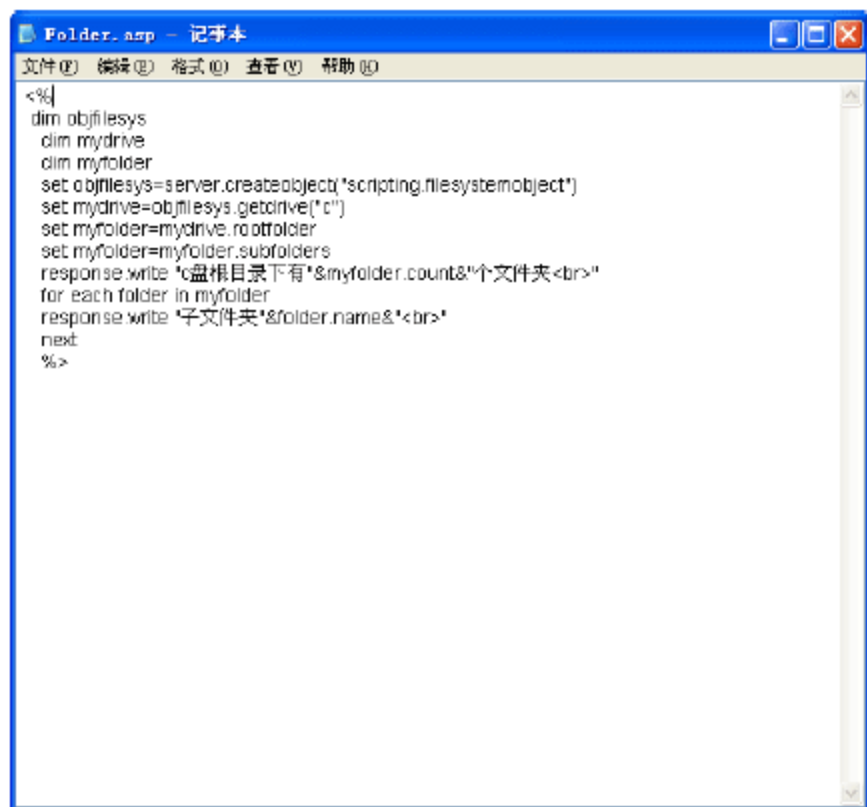 Folder.asp - 记事本
文件(F) 编辑(E) 格式(O) 查看(V) 帮助(H)
<%
dim objfilesys
dim mydrive
dim myfolder
set objfilesys=server.createobject("scripting.filesystemobject")
set mydrive=objfilesys.getdrive("c")
set myfolder=mydrive.rootfolder
set myfolder=myfolder.subfolders
response.write "c盘根目录下有"&myfolder.count&"个文件夹<br>"
for each folder in myfolder
response.write "子文件夹"&folder.name&"<br>"
next
%>